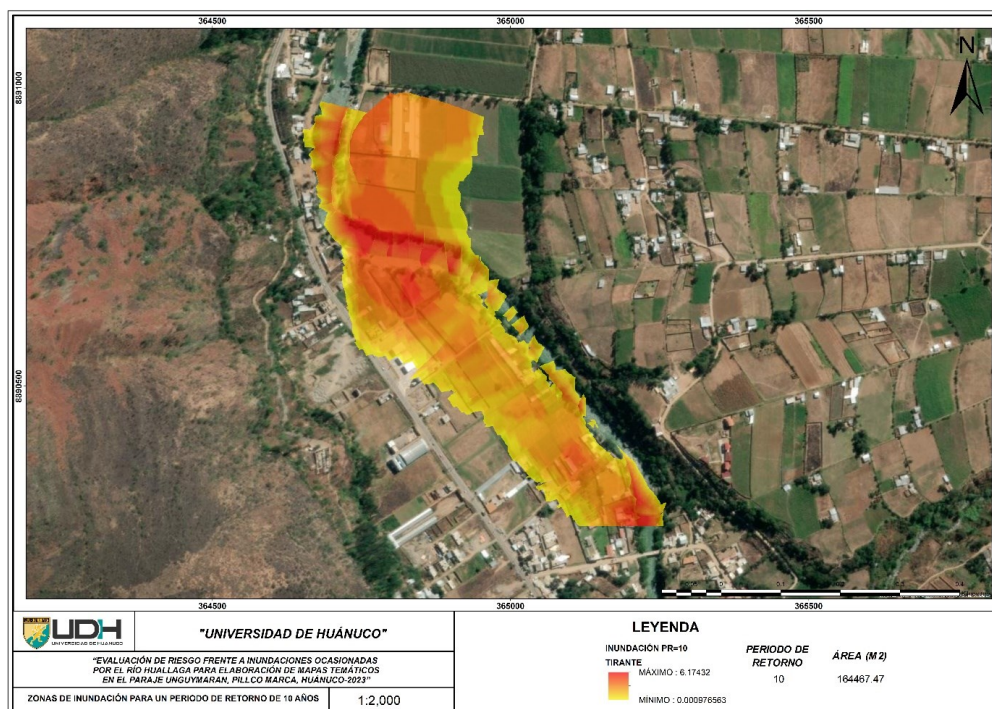 364500 365000 365500
N
8891000
8890500
364500 365000 365500
UDH
UNIVERSIDAD DE HUÁNUCO
"UNIVERSIDAD DE HUÁNUCO"
"EVALUACIÓN DE RIESGO FRENTE A INUNDACIONES OCASIONADAS
POR EL RÍO HUALLAGA PARA ELABORACIÓN DE MAPAS TEMÁTICOS
EN EL PARAJE UNGUYMARAN, PILLCO MARCA, HUÁNUCO-2023"
ZONAS DE INUNDACIÓN PARA UN PERIODO DE RETORNO DE 10 AÑOS 1:2,000
LEYENDA
INUNDACIÓN PR=10
TIRANTE
MÁXIMO : 6.17432
MÍNIMO : 0.000976563
PERIODO DE
RETORNO
10
ÁREA (M2)
164467.47